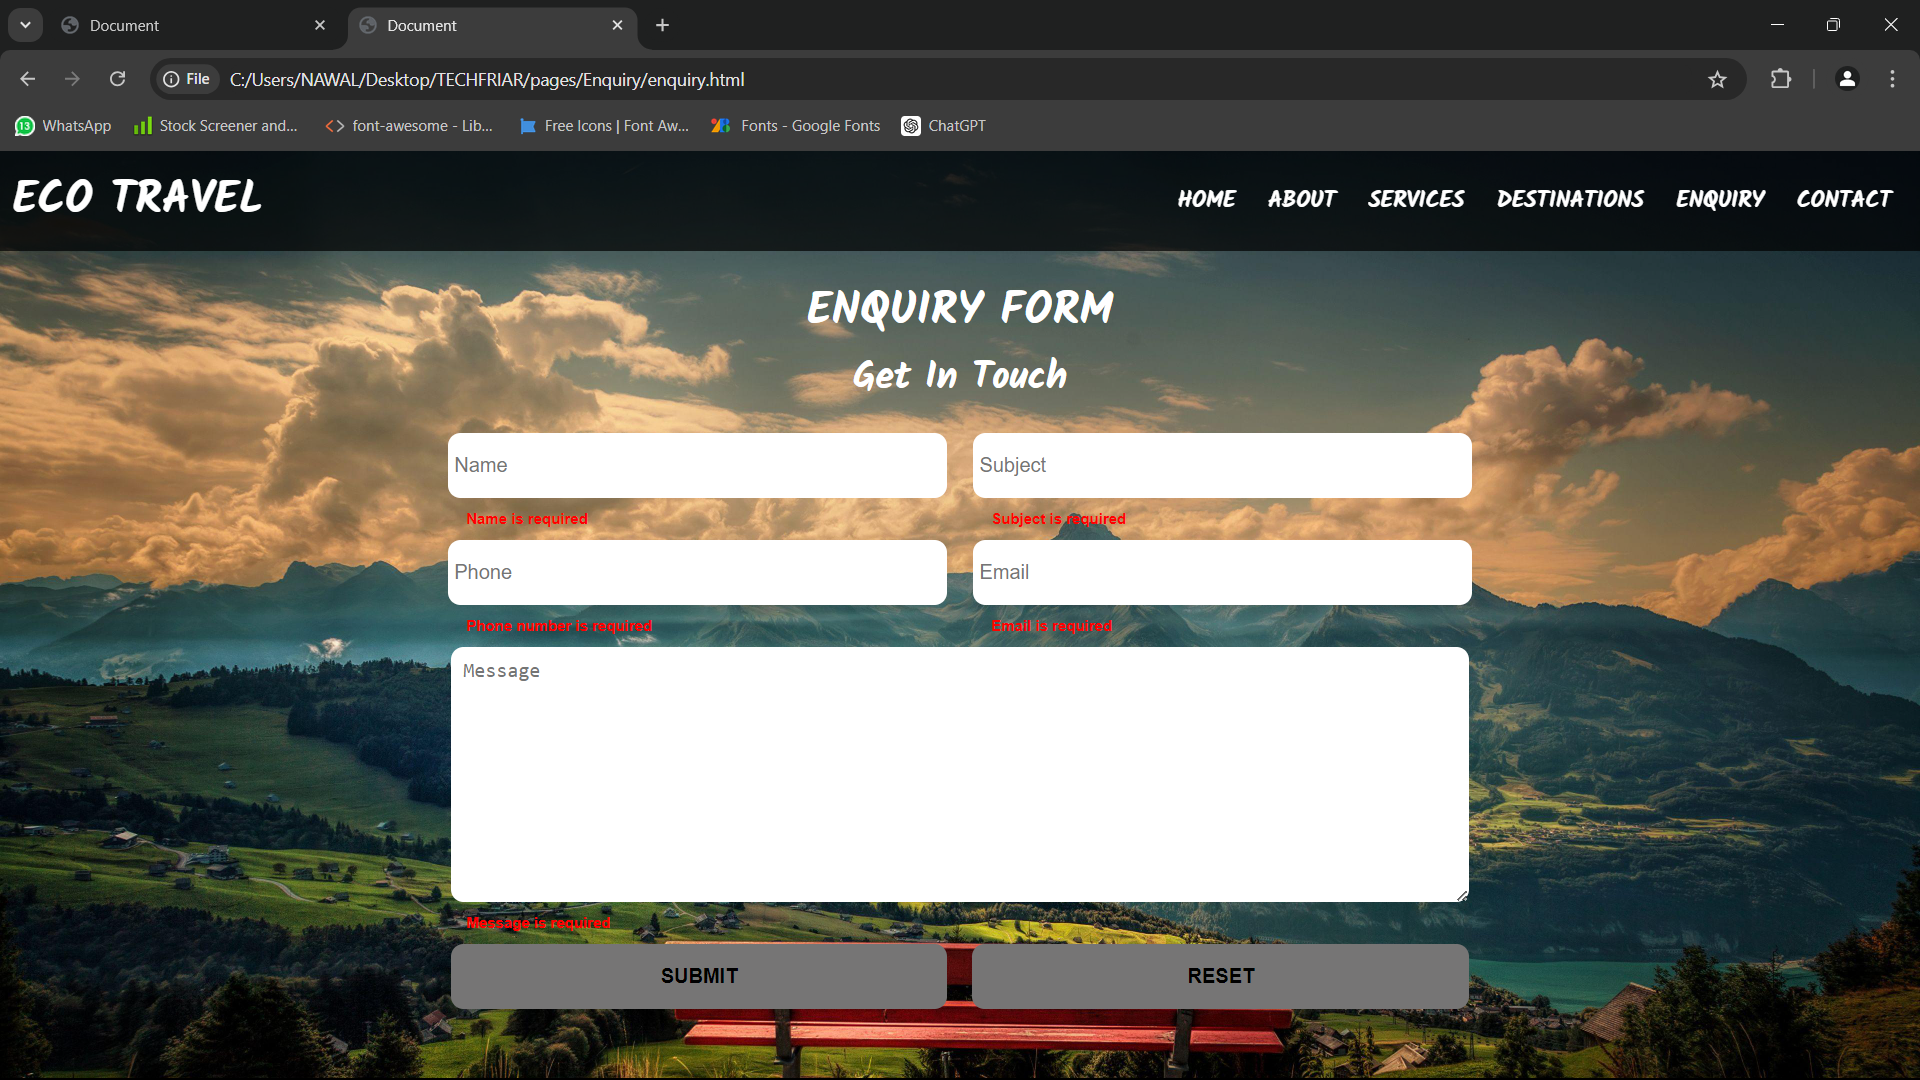 Document
Document
File
C:/Users/NAWAL/Desktop/TECHFRIAR/pages/Enquiry/enquiry.html
13 WhatsApp
Stock Screener and...
font-awesome - Lib...
Free Icons | Font Aw...
Fonts - Google Fonts
ChatGPT
ECO TRAVEL
HOME ABOUT SERVICES DESTINATIONS ENQUIRY CONTACT
ENQUIRY FORM
Get In Touch
Name Subject
Name is required Subject is required
Phone Email
Phone number is required Email is required
Message
Message is required
SUBMIT RESET